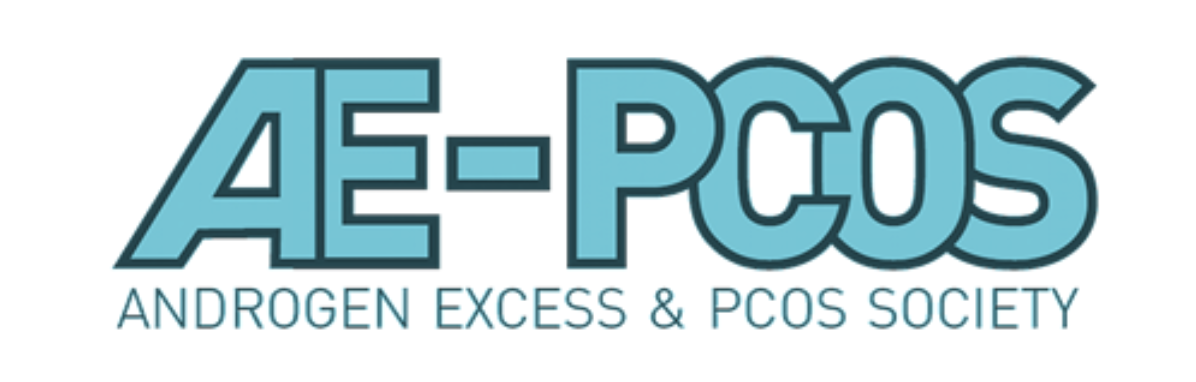 AE-PCOS
ANDROGEN EXCESS & PCOS SOCIETY